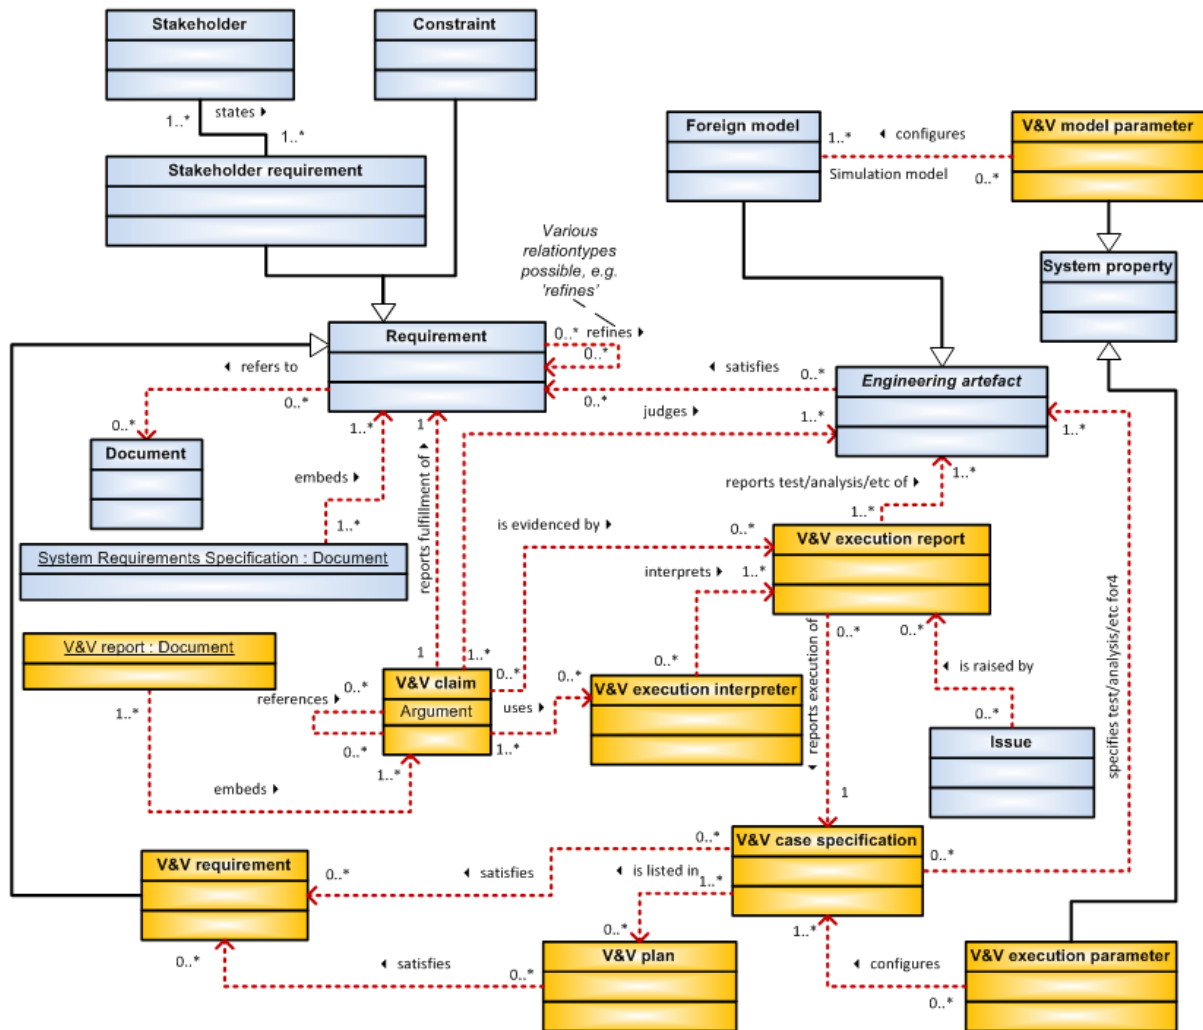 Stakeholder
Constraint
1..*
states
1..*
Stakeholder requirement
Foreign model
1..*
configures
V&V model parameter
Simulation model
0..*
System property
Various
relationtypes
possible, e.g.
'refines'
Requirement
0..*
refines
0..*
refers to
0..*
0..*
Document
satisfies
0..*
0..*
Engineering artefact
judges
1..*
1..*
1..*
1
embeds
1..*
reports fulfillment of
reports test/analysis/etc of
1..*
1..*
System Requirements Specification : Document
is evidenced by
0..*
V&V execution report
interprets
1..*
specifies test/analysis/etc for4
V&V report : Document
1..*
1
1..*
0..*
V&V claim
Argument
references
0..*
0..*
uses
1..*
0..*
0..*
V&V execution interpreter
0..*
0..*
reports execution of
is raised by
0..*
Issue
1..*
embeds
1
V&V requirement
0..*
satisfies
0..*
V&V case specification
0..*
is listed in
1..*
0..*
1..*
0..*
satisfies
0..*
V&V plan
configures
0..*
V&V execution parameter